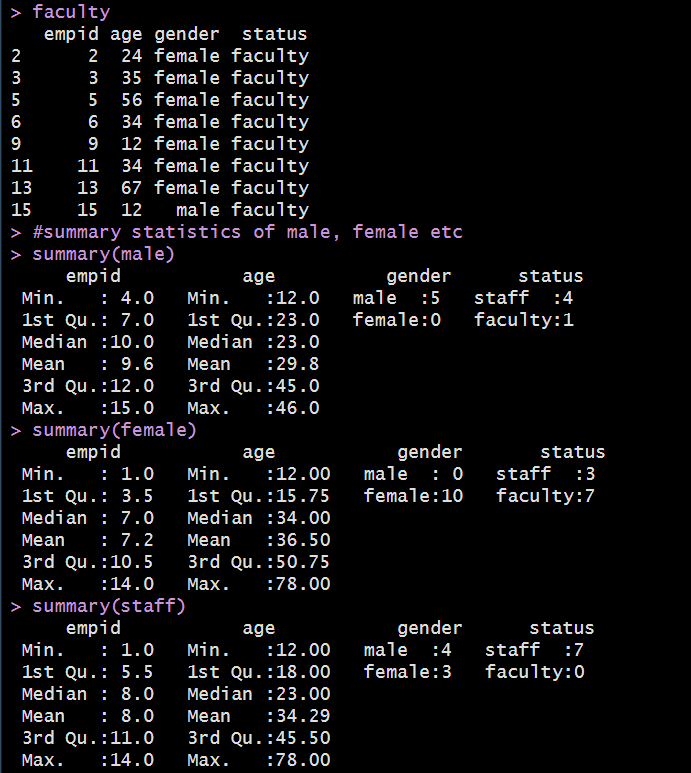 > faculty
   empid age gender  status
2      2  24 female faculty
3      3  35 female faculty
5      5  56 female faculty
6      6  34 female faculty
9      9  12 female faculty
11    11  34 female faculty
13    13  67 female faculty
15    15  12   male faculty
> #summary statistics of male, female etc
> summary(male)
     empid           age          gender      status 
 Min.   : 4.0   Min.   :12.0   male  :5   staff  :4  
 1st Qu.: 7.0   1st Qu.:23.0   female:0   faculty:1  
 Median :10.0   Median :23.0
 Mean   : 9.6   Mean   :29.8
 3rd Qu.:12.0   3rd Qu.:45.0
 Max.   :15.0   Max.   :46.0
> summary(female)
     empid           age           gender       status 
 Min.   : 1.0   Min.   :12.00   male  : 0   staff  :3  
 1st Qu.: 3.5   1st Qu.:15.75   female:10   faculty:7  
 Median : 7.0   Median :34.00
 Mean   : 7.2   Mean   :36.50
 3rd Qu.:10.5   3rd Qu.:50.75
 Max.   :14.0   Max.   :78.00
> summary(staff)
     empid           age           gender      status 
 Min.   : 1.0   Min.   :12.00   male  :4   staff  :7  
 1st Qu.: 5.5   1st Qu.:18.00   female:3   faculty:0  
 Median : 8.0   Median :23.00
 Mean   : 8.0   Mean   :34.29
 3rd Qu.:11.0   3rd Qu.:45.50
 Max.   :14.0   Max.   :78.00